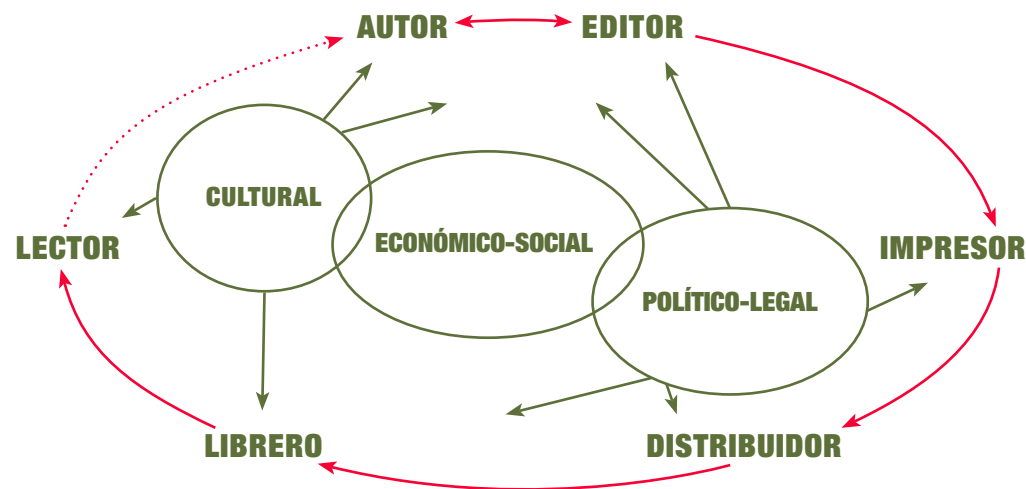 AUTOR
EDITOR
CULTURAL
ECONÓMICO-SOCIAL
LECTOR
IMPRESOR
POLÍTICO-LEGAL
LIBRERO
DISTRIBUIDOR